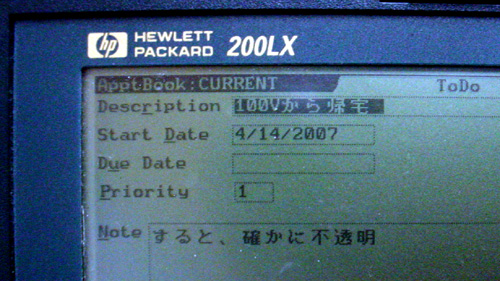 hp HEWLETT PACKARD 200LX
ApptBook:CURRENT ToDo
Description 100Vから帰宅
Start Date 4/14/2007
Due Date
Priority 1
Note すると、確かに不透明